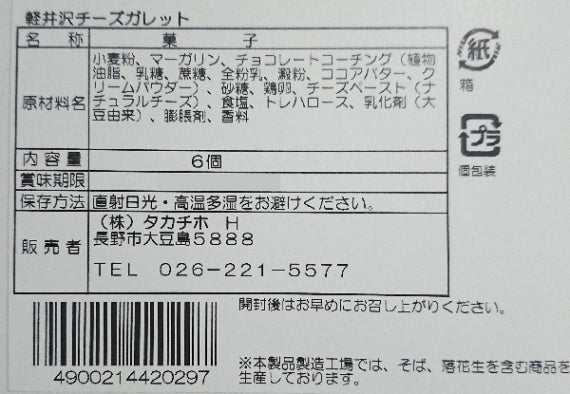 軽井沢チーズガレット
名称 菓子
原材料名 小麦粉、マーガリン、チョコレートコーチング（植物
油脂、乳糖、蔗糖、全粉乳、澱粉、ココアバター、ク
リームパウダー）、砂糖、鶏卵、チーズペースト（ナ
チュラルチーズ）、食塩、トレハロース、乳化剤（大
豆由来）、膨脹剤、香料
内容量 6個
賞味期限
保存方法 直射日光・高温多湿をお避けください。
販売者 （株）タカチホ H
長野市大豆島5888
TEL 026-221-5577
紙
箱
プラ
個包装
開封後はお早めにお召し上がりください。
4900214420297
※本製品製造工場では、そば、落花生を含む商品を
生産しております。